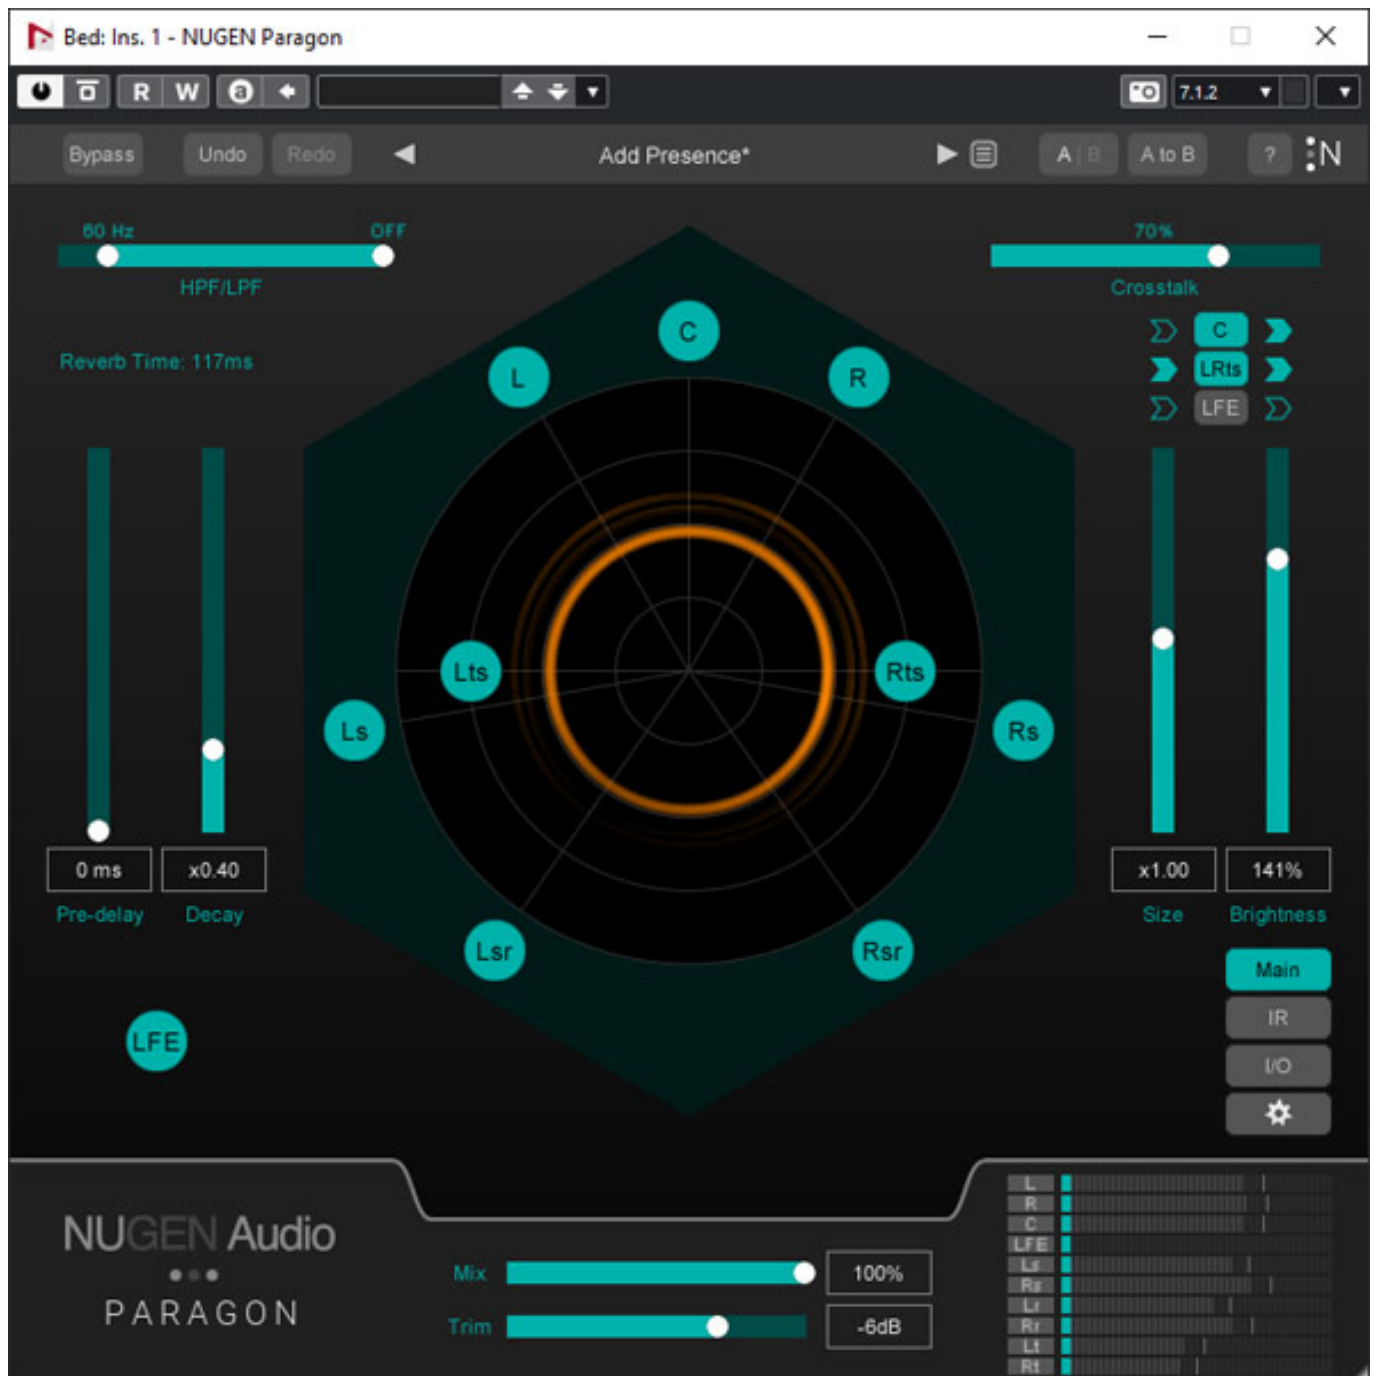 Bed: Ins. 1 - NUGEN Paragon
R W a 7.1.2
Bypass Undo Redo Add Presence* A | B A to B ? :N
60 Hz OFF 70%
HPF/LPF Crosstalk
C
Reverb Time: 117ms LRts
LFE
C
L R
Lts Rts
Ls Rs
0 ms x0.40 x1.00 141%
Pre-delay Decay Size Brightness
Lsr Rsr
Main
IR
LFE
I/O
L
R
C
LFE
Ls
Rs
Lr
Rr
Lt
Rt
NUGEN Audio
PARAGON
Mix 100%
Trim -6dB